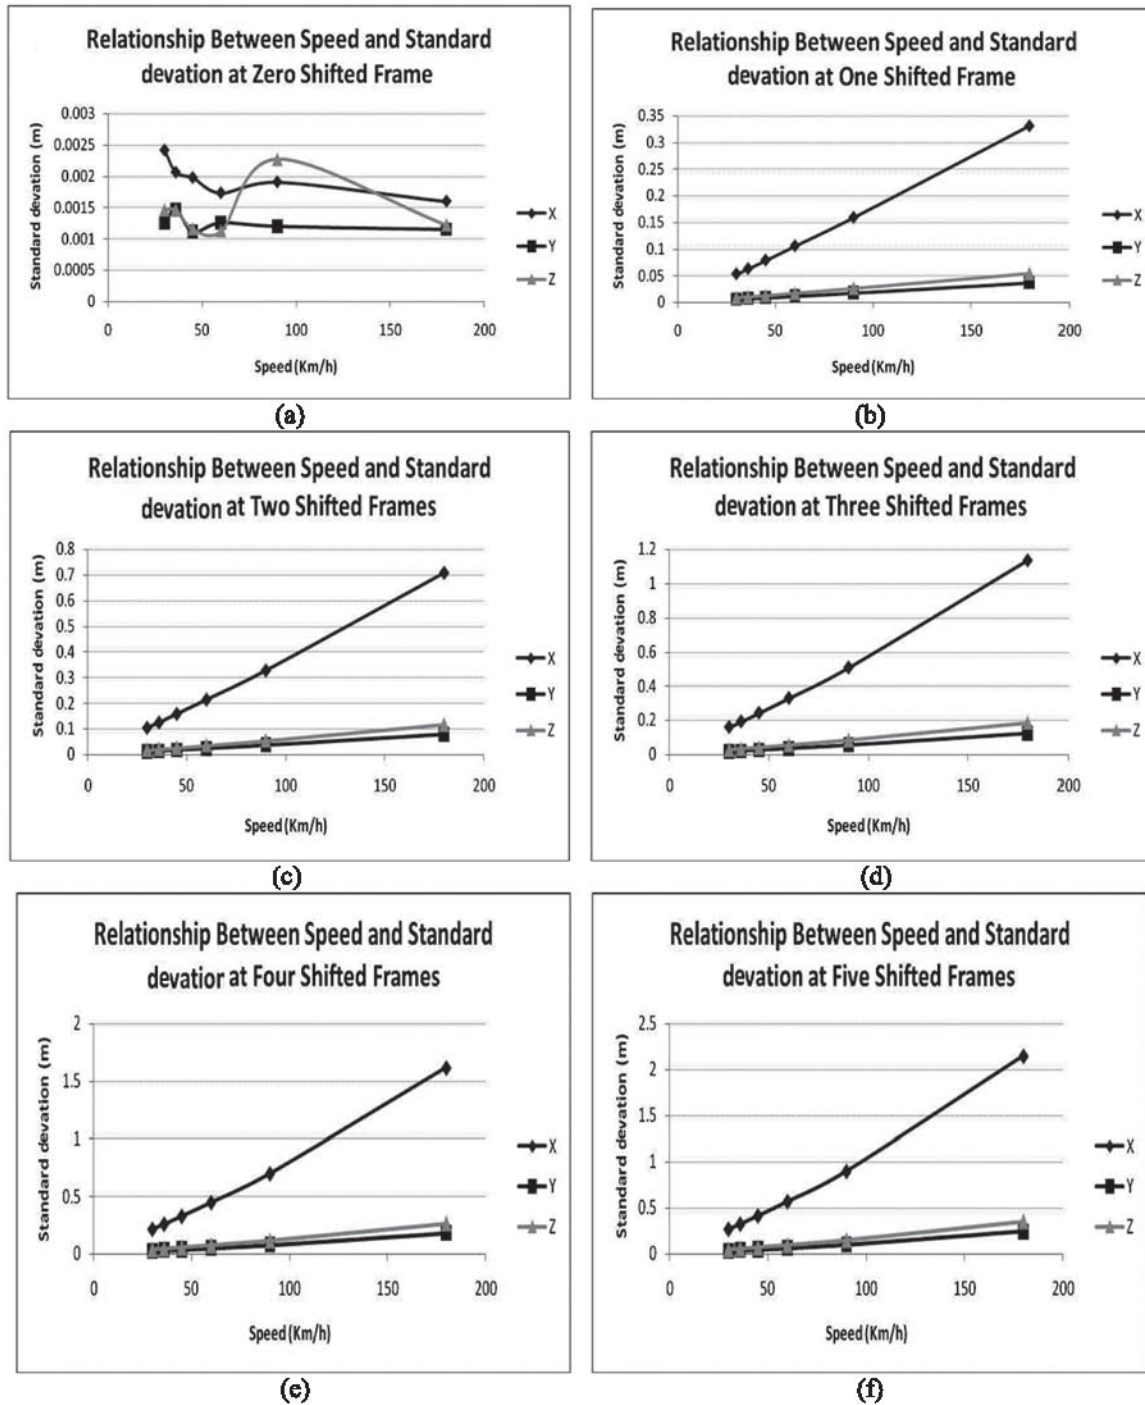 Relationship Between Speed and Standard
devation at Zero Shifted Frame
Standard devation (m)
0.003
0.0025
0.002
0.0015
0.001
0.0005
0
0
50
100
150
200
Speed (Km/h)
X
Y
Z
(a)
Relationship Between Speed and Standard
devation at One Shifted Frame
Standard devation (m)
0.35
0.3
0.25
0.2
0.15
0.1
0.05
0
0
50
100
150
200
Speed (Km/h)
X
Y
Z
(b)
Relationship Between Speed and Standard
devation at Two Shifted Frames
Standard devation (m)
0.8
0.7
0.6
0.5
0.4
0.3
0.2
0.1
0
0
50
100
150
200
Speed (Km/h)
X
Y
Z
(c)
Relationship Between Speed and Standard
devation at Three Shifted Frames
Standard devation (m)
1.2
1
0.8
0.6
0.4
0.2
0
0
50
100
150
200
Speed (Km/h)
X
Y
Z
(d)
Relationship Between Speed and Standard
devatior at Four Shifted Frames
Standard devation (m)
2
1.5
1
0.5
0
0
50
100
150
200
Speed (Km/h)
X
Y
Z
(e)
Relationship Between Speed and Standard
devation at Five Shifted Frames
Standard devation (m)
2.5
2
1.5
1
0.5
0
0
50
100
150
200
Speed (Km/h)
X
Y
Z
(f)